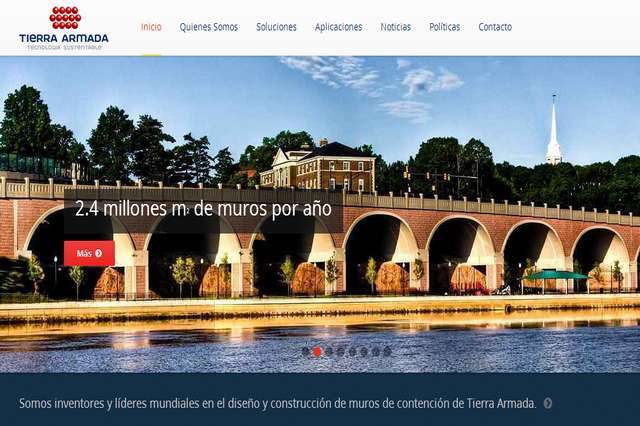 TIERRA ARMADA
TECNOLOGIA SUSTENTABLE
Inicio
Quienes Somos
Soluciones
Aplicaciones
Noticias
Políticas
Contacto
2.4 millones m² de muros por año
Más
Somos inventores y líderes mundiales en el diseño y construcción de muros de contención de Tierra Armada.